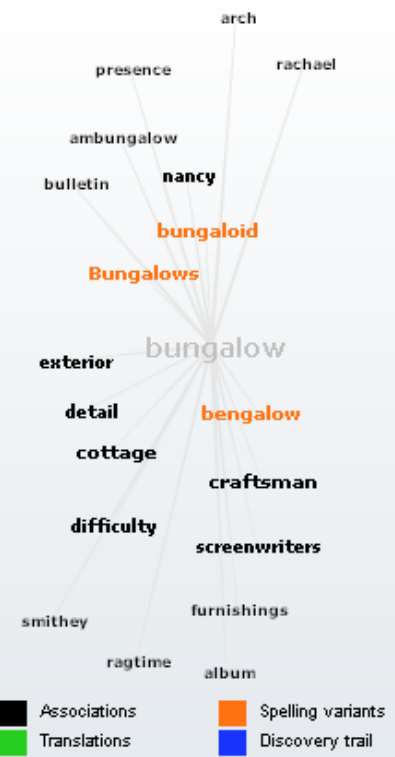 arch
rachael
presence
ambungalow
nancy
bulletin
bungaloid
Bungalows
bungalow
exterior
detail
bengalow
cottage
craftsman
difficulty
screenwriters
furnishings
smithey
ragtime
album
Associations
Spelling variants
Translations
Discovery trail